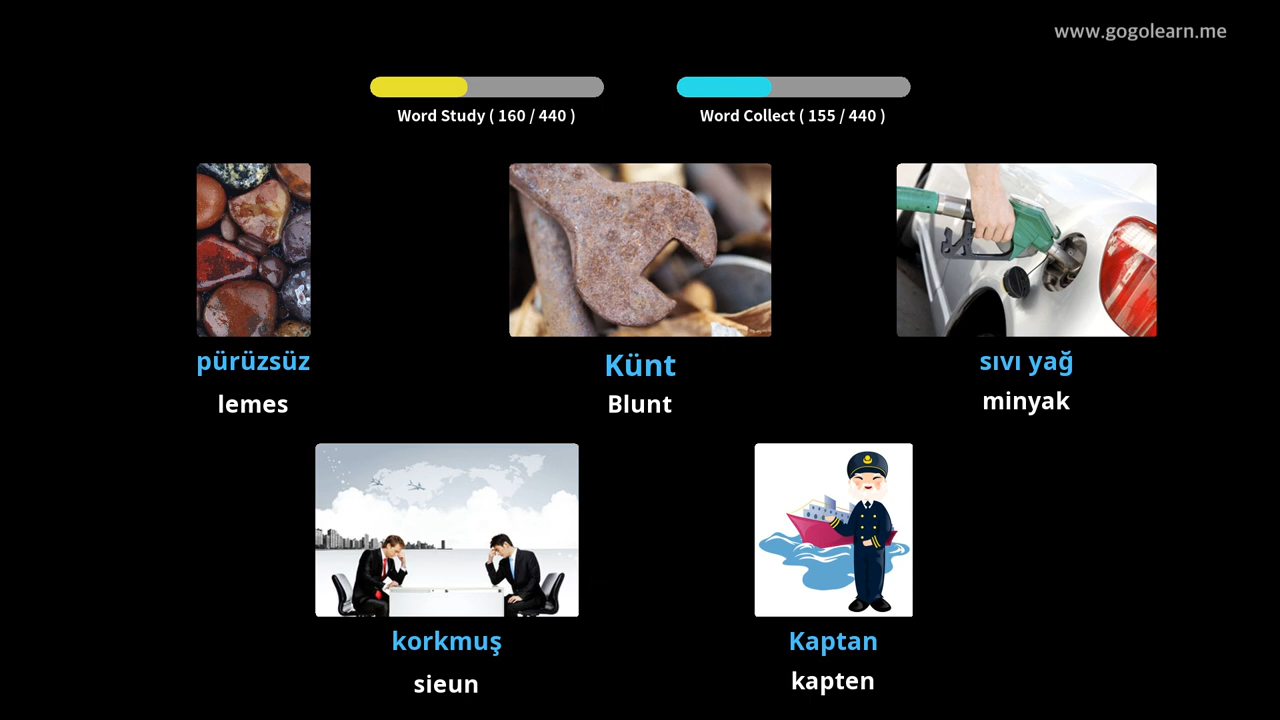 www.gogolearn.me
Word Study ( 160 / 440 )
Word Collect ( 155 / 440 )
pürüzsüz
lemes
Künt
Blunt
sıvı yağ
minyak
korkmuş
sieun
Kaptan
kapten